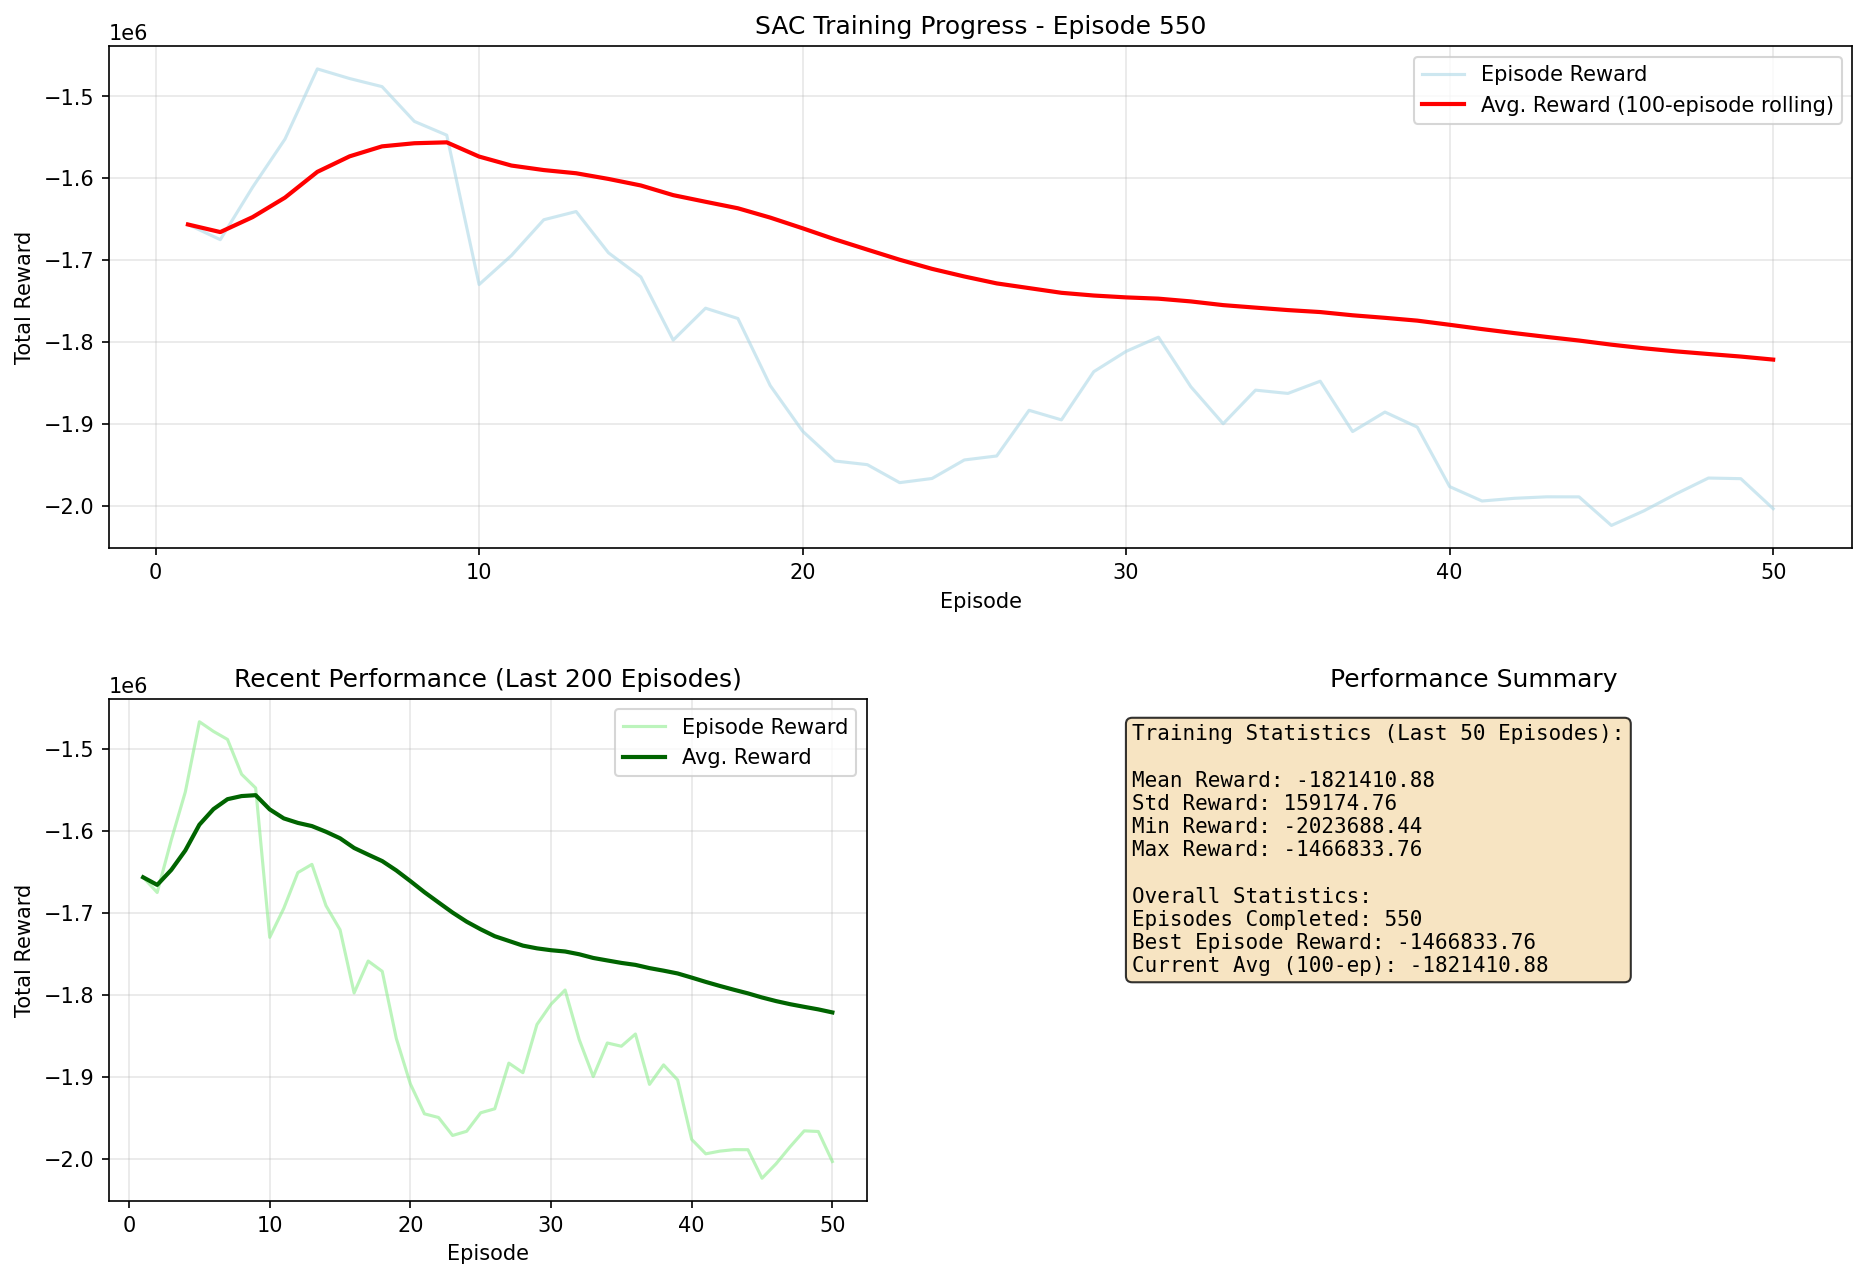 SAC Training Progress - Episode 550
1e6
Episode Reward
Avg. Reward (100-episode rolling)
−1.5
−1.6
−1.7
−1.8
−1.9
−2.0
Total Reward
0 10 20 30 40 50
Episode
Recent Performance (Last 200 Episodes)
1e6
Episode Reward
Avg. Reward
−1.5
−1.6
−1.7
−1.8
−1.9
−2.0
Total Reward
0 10 20 30 40 50
Episode
Performance Summary
Training Statistics (Last 50 Episodes):
Mean Reward: -1821410.88
Std Reward: 159174.76
Min Reward: -2023688.44
Max Reward: -1466833.76
Overall Statistics:
Episodes Completed: 550
Best Episode Reward: -1466833.76
Current Avg (100-ep): -1821410.88